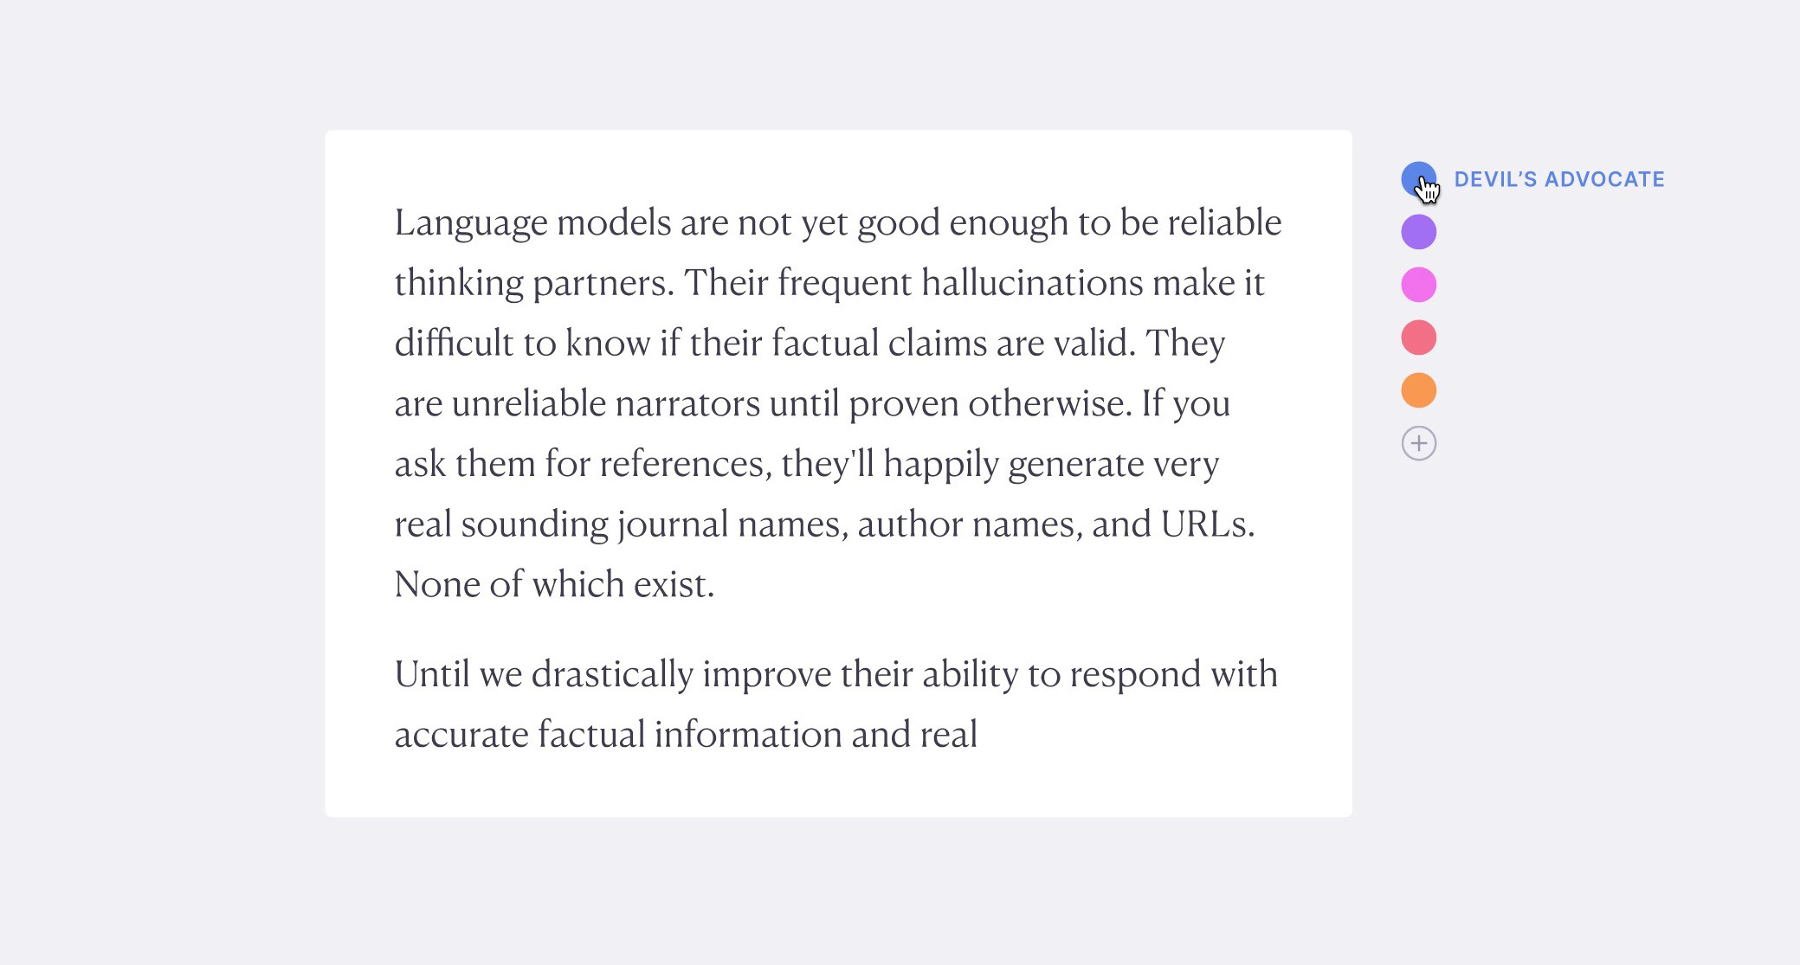 Language models are not yet good enough to be reliable
thinking partners. Their frequent hallucinations make it
difficult to know if their factual claims are valid. They
are unreliable narrators until proven otherwise. If you
ask them for references, they'll happily generate very
real sounding journal names, author names, and URLs.
None of which exist.
Until we drastically improve their ability to respond with
accurate factual information and real
DEVIL’S ADVOCATE